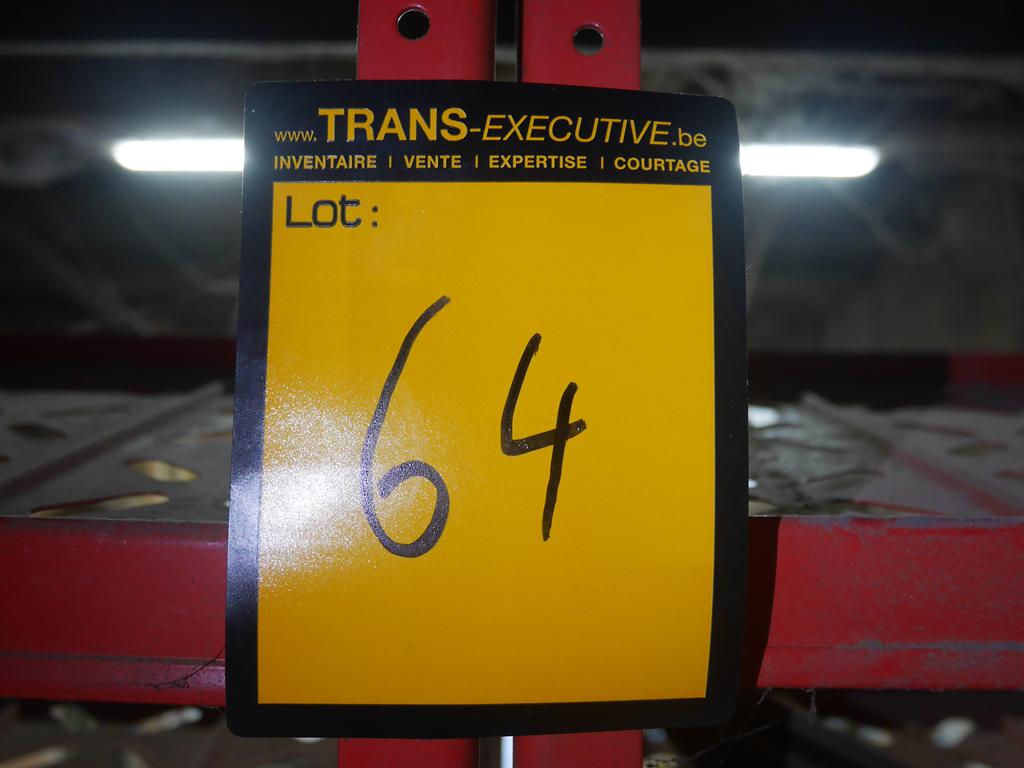 www.TRANS-EXECUTIVE.be
INVENTAIRE | VENTE | EXPERTISE | COURTAGE
Lot:
64